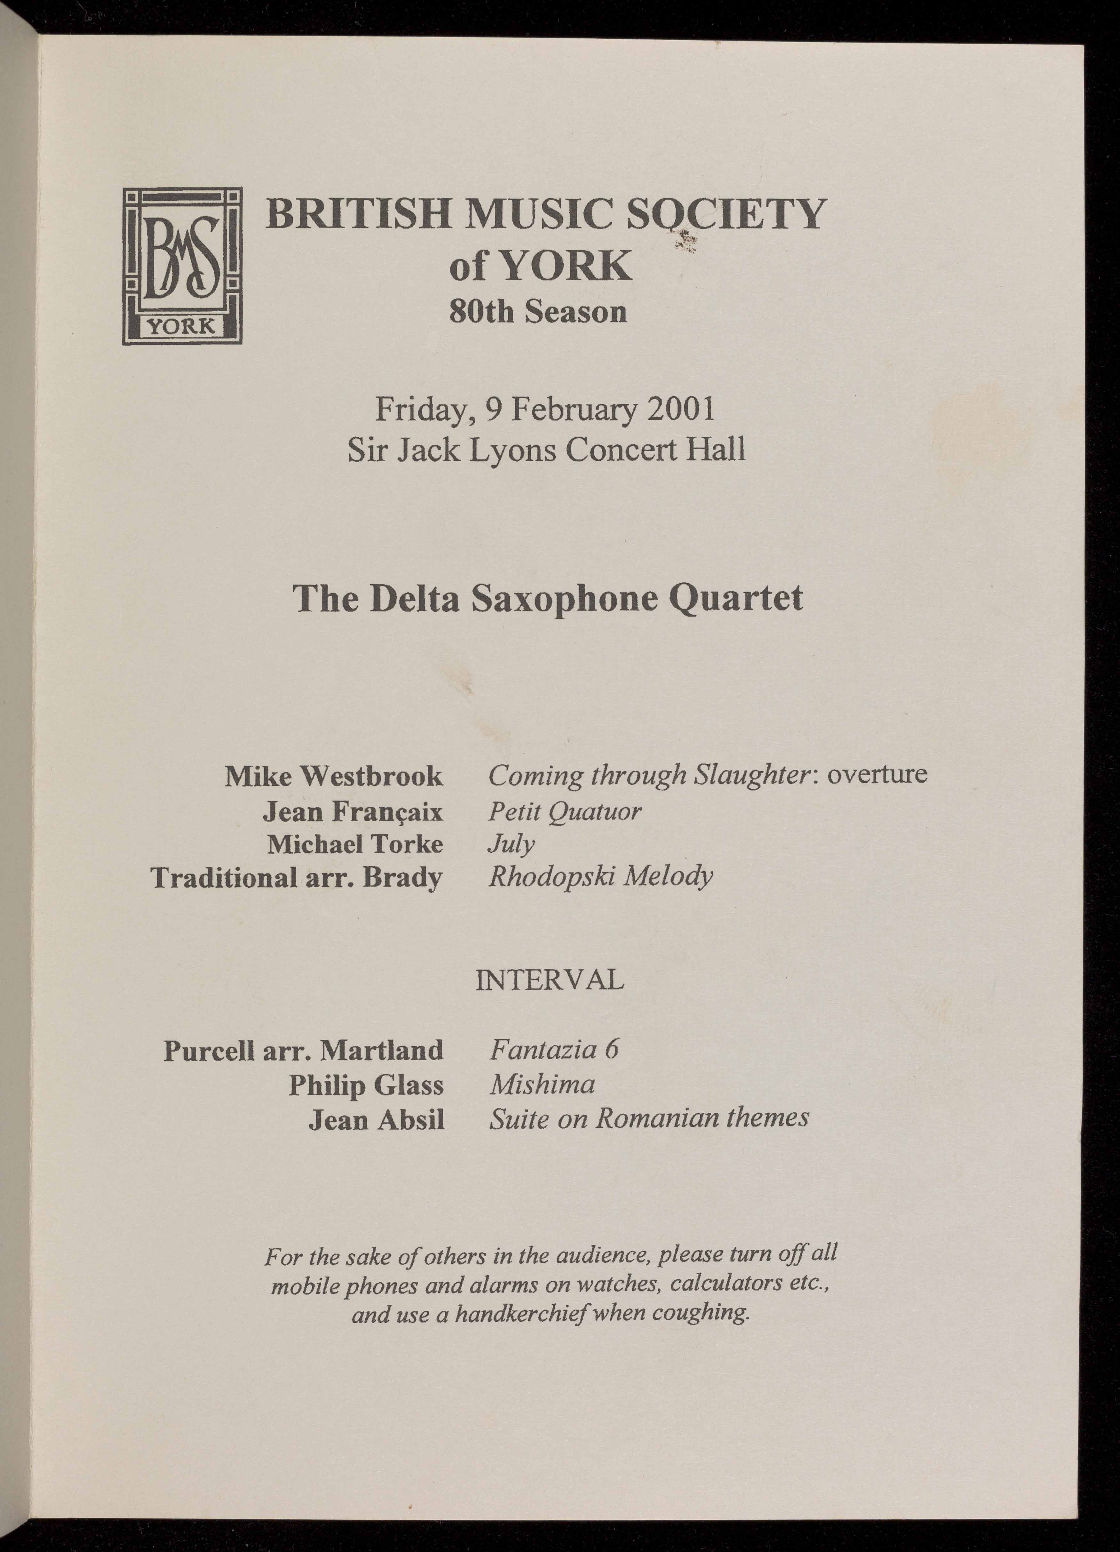 BMS
YORK
BRITISH MUSIC SOCIETY
of YORK
80th Season
Friday, 9 February 2001
Sir Jack Lyons Concert Hall
The Delta Saxophone Quartet
Mike Westbrook Coming through Slaughter: overture
Jean Françaix Petit Quatuor
Michael Torke July
Traditional arr. Brady Rhodopski Melody
INTERVAL
Purcell arr. Martland Fantazia 6
Philip Glass Mishima
Jean Absil Suite on Romanian themes
For the sake of others in the audience, please turn off all
mobile phones and alarms on watches, calculators etc.,
and use a handkerchief when coughing.